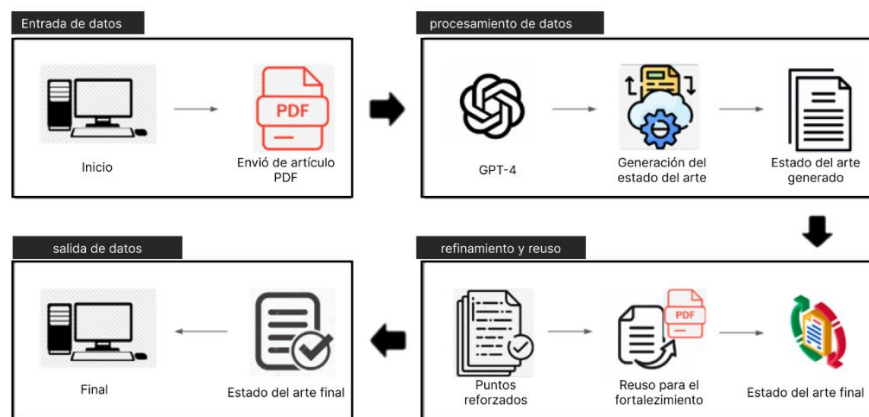 Entrada de datos
PDF
Inicio
Envió de artículo
PDF
procesamiento de datos
GPT-4
Generación del
estado del arte
Estado del arte
generado
salida de datos
Final
Estado del arte final
refinamiento y reuso
PDF
Puntos
reforzados
Reuso para el
fortalezimiento
Estado del arte final